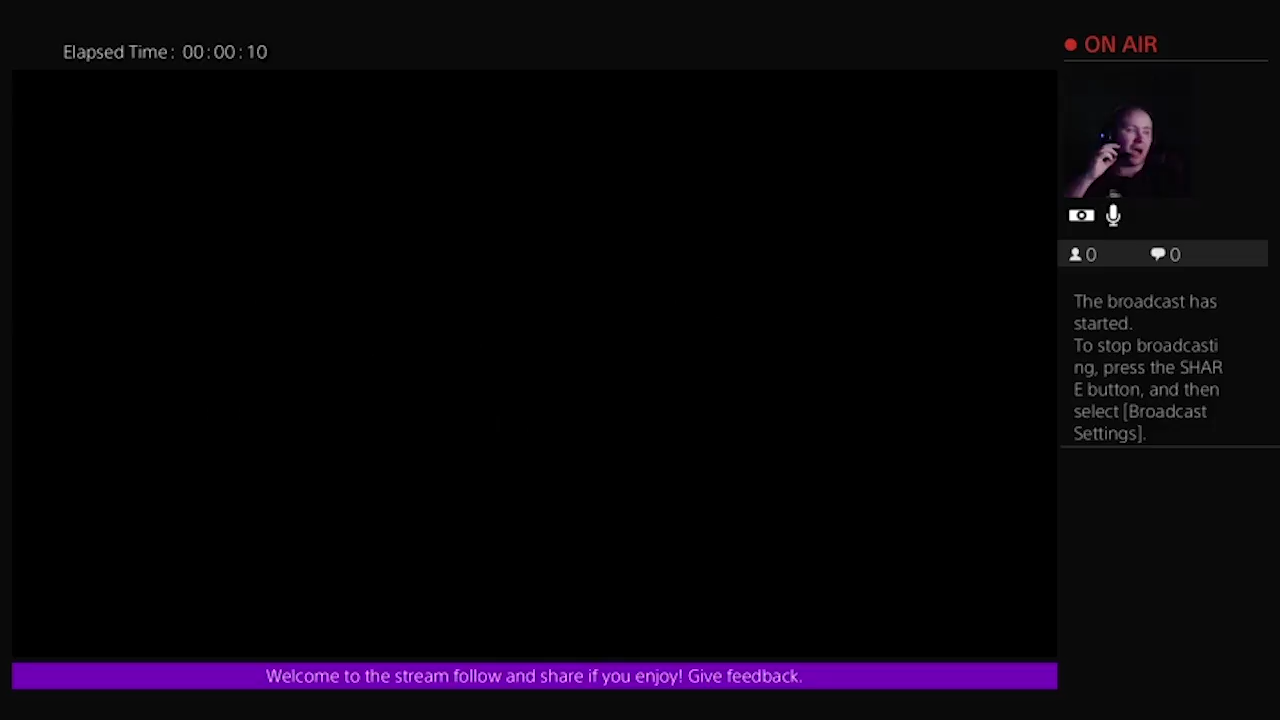 Elapsed Time: 00:00:10
ON AIR
0 0
The broadcast has
started.
To stop broadcasti
ng, press the SHAR
E button, and then
select [Broadcast
Settings].
Welcome to the stream follow and share if you enjoy! Give feedback.